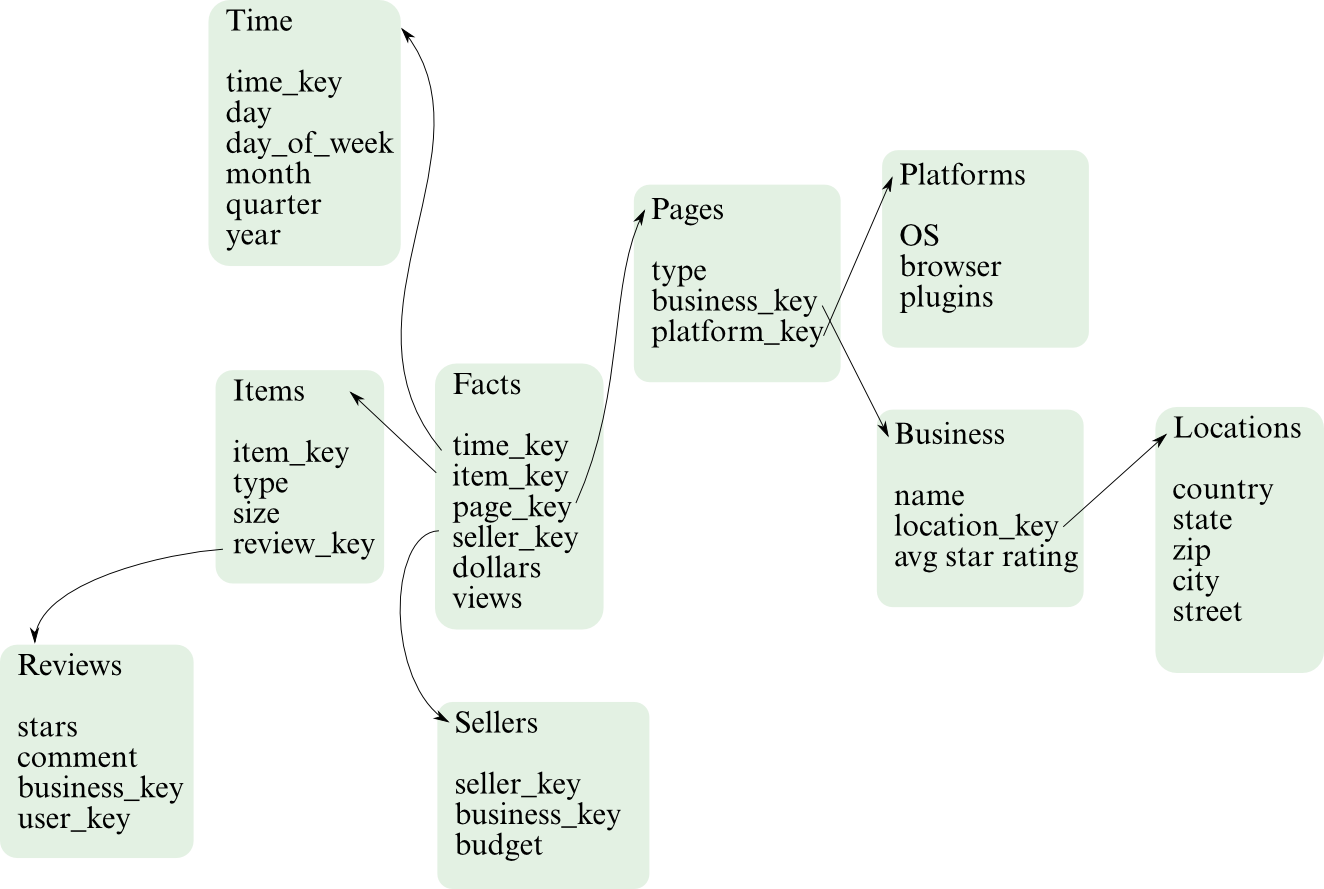 Time
time_key
day
day_of_week
month
quarter
year
Pages
type
business_key
platform_key
Platforms
OS
browser
plugins
Items
item_key
type
size
review_key
Facts
time_key
item_key
page_key
seller_key
dollars
views
Business
name
location_key
avg star rating
Locations
country
state
zip
city
street
Reviews
stars
comment
business_key
user_key
Sellers
seller_key
business_key
budget